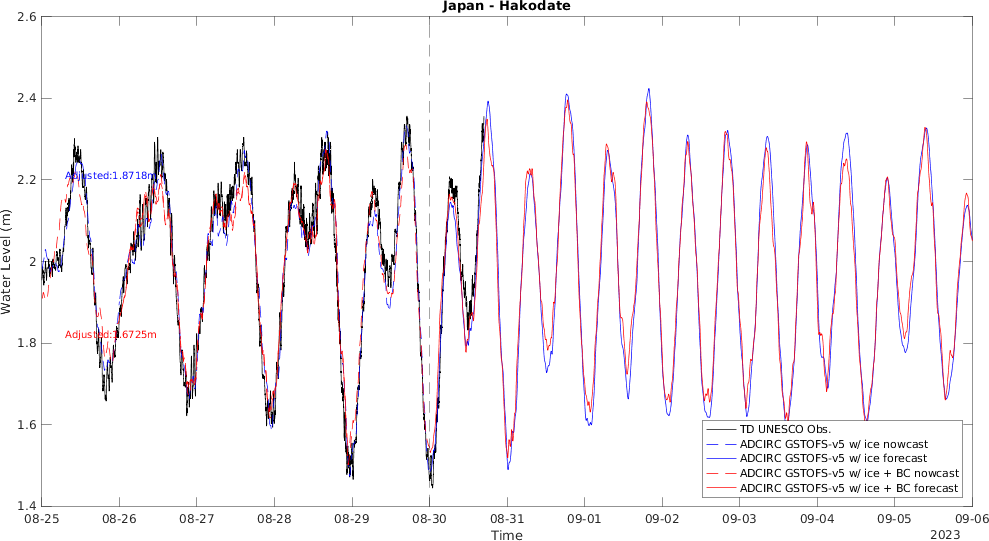 Japan - Hakodate
2.6
2.4
2.2
2
1.8
1.6
1.4
Water Level (m)
Adjusted:1.8718m
Adjusted:1.6725m
TD UNESCO Obs.
ADCIRC GSTOFS-v5 w/ ice nowcast
ADCIRC GSTOFS-v5 w/ ice forecast
ADCIRC GSTOFS-v5 w/ ice + BC nowcast
ADCIRC GSTOFS-v5 w/ ice + BC forecast
08-25 08-26 08-27 08-28 08-29 08-30 08-31 09-01 09-02 09-03 09-04 09-05 09-06
Time
2023